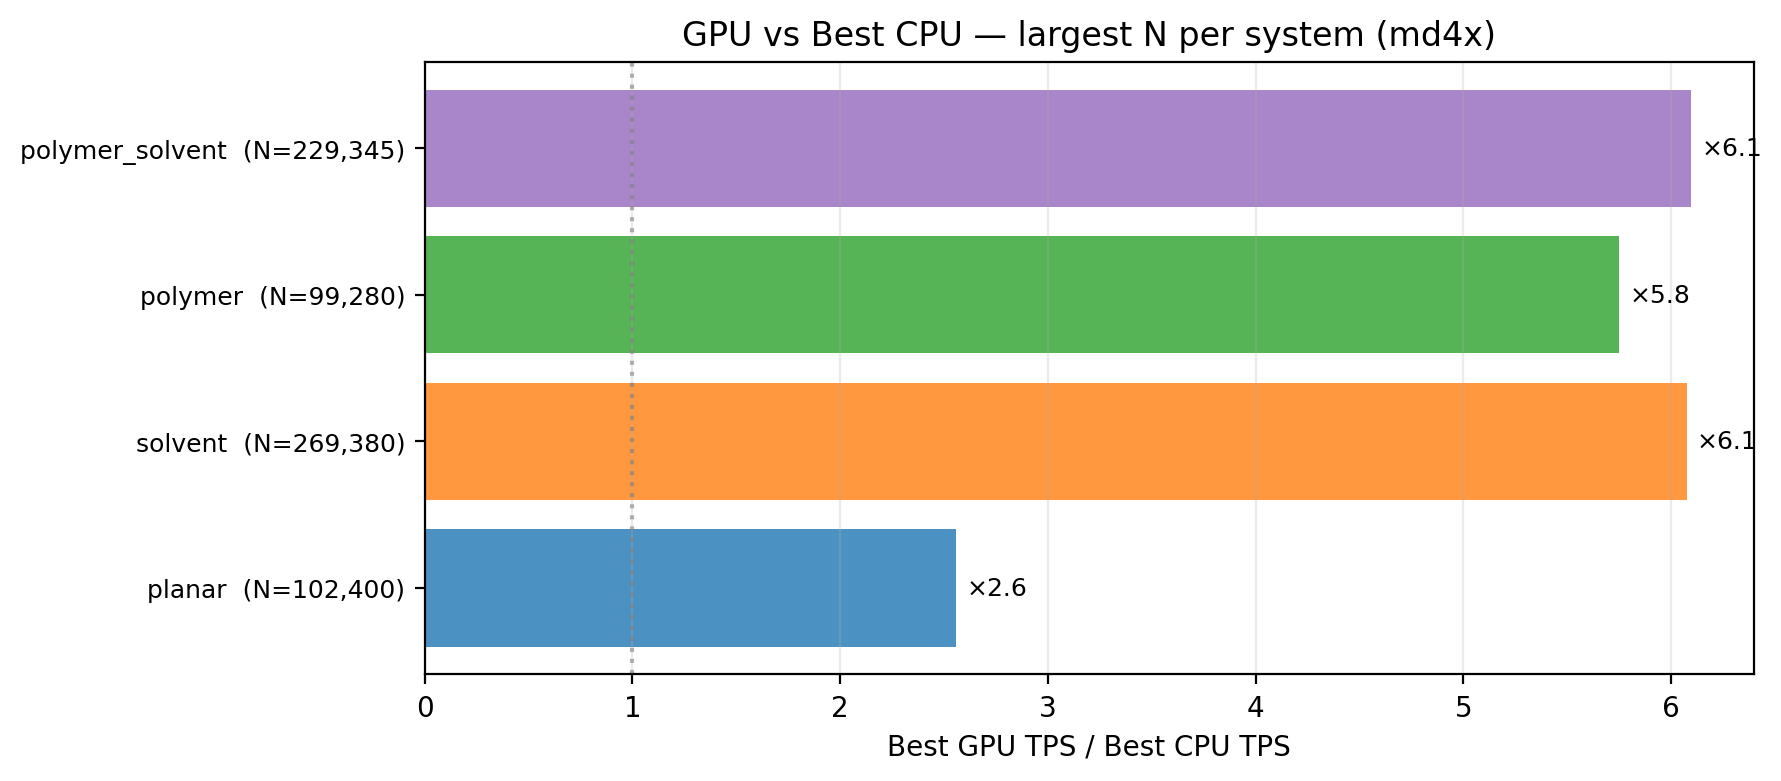 GPU vs Best CPU — largest N per system (md4x)
polymer_solvent (N=229,345)
×6.1
polymer (N=99,280)
×5.8
solvent (N=269,380)
×6.1
planar (N=102,400)
×2.6
0 1 2 3 4 5 6
Best GPU TPS / Best CPU TPS